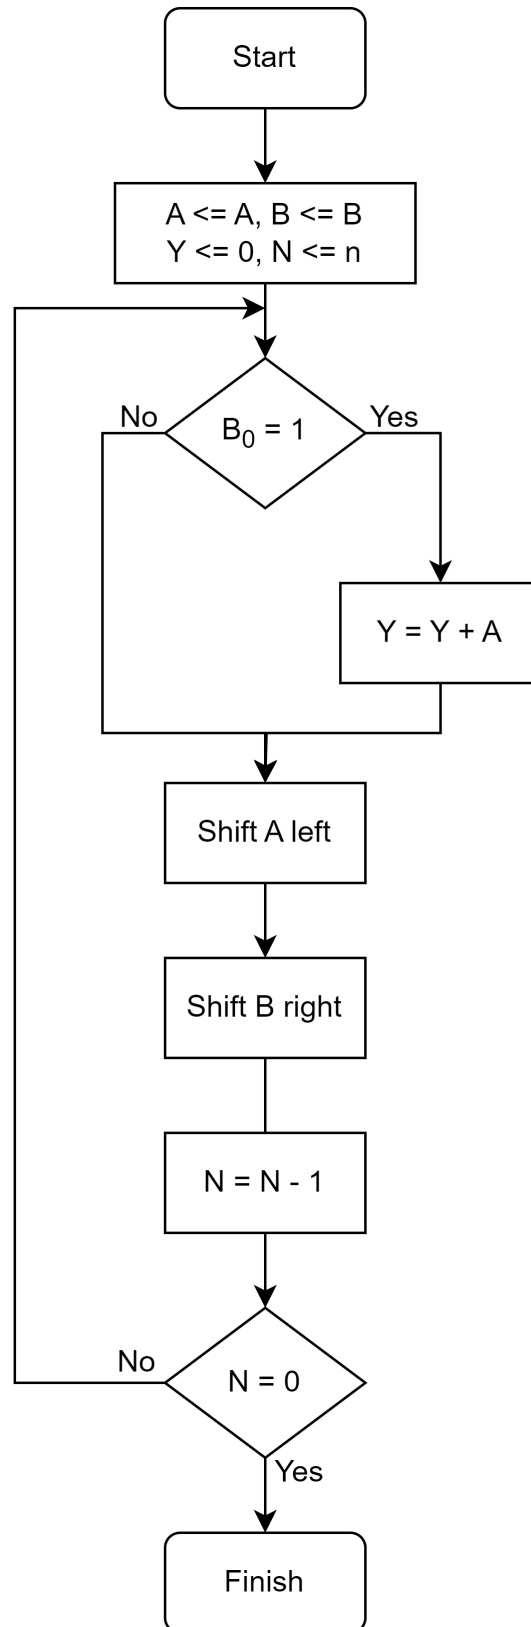 Start
A <= A, B <= B
Y <= 0, N <= n
No
B₀ = 1
Yes
Y = Y + A
Shift A left
Shift B right
N = N - 1
No
N = 0
Yes
Finish